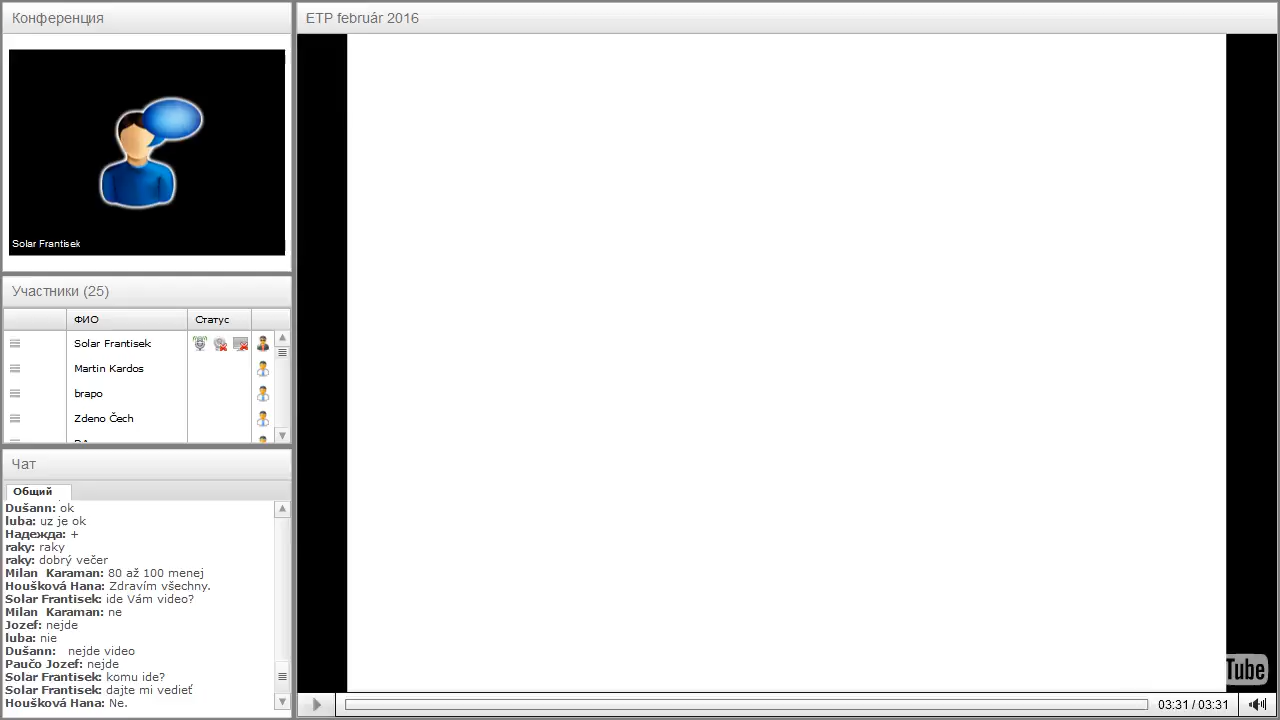 Конференция
Solar Frantisek
Участники (25)
ФИО Статус
Solar Frantisek
Martin Kardos
brapo
Zdeno Čech
Чат
Общий
Dušann: ok
luba: uz je ok
Надежда: +
raky: raky
raky: dobrý večer
Milan Karaman: 80 až 100 menej
Houšková Hana: Zdravím všechny.
Solar Frantisek: ide Vám video?
Milan Karaman: ne
Jozef: nejde
luba: nie
Dušann: nejde video
Paučo Jozef: nejde
Solar Frantisek: komu ide?
Solar Frantisek: dajte mi vedieť
Houšková Hana: Ne.
ETP február 2016
Tube
03:31 / 03:31